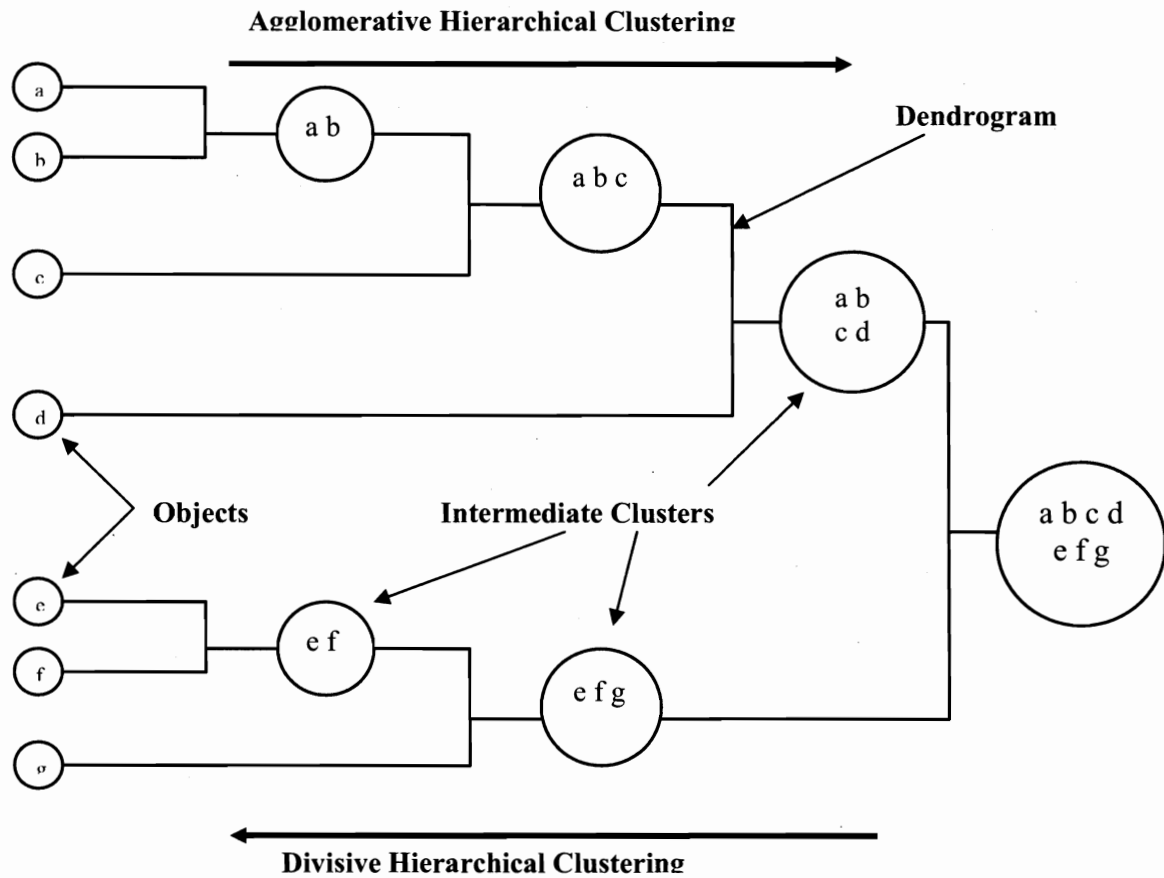 Agglomerative Hierarchical Clustering
a
a b
Dendrogram
b
a b c
c
a b
c d
d
Objects
Intermediate Clusters
a b c d
e f g
e
e f
f
e f g
g
Divisive Hierarchical Clustering